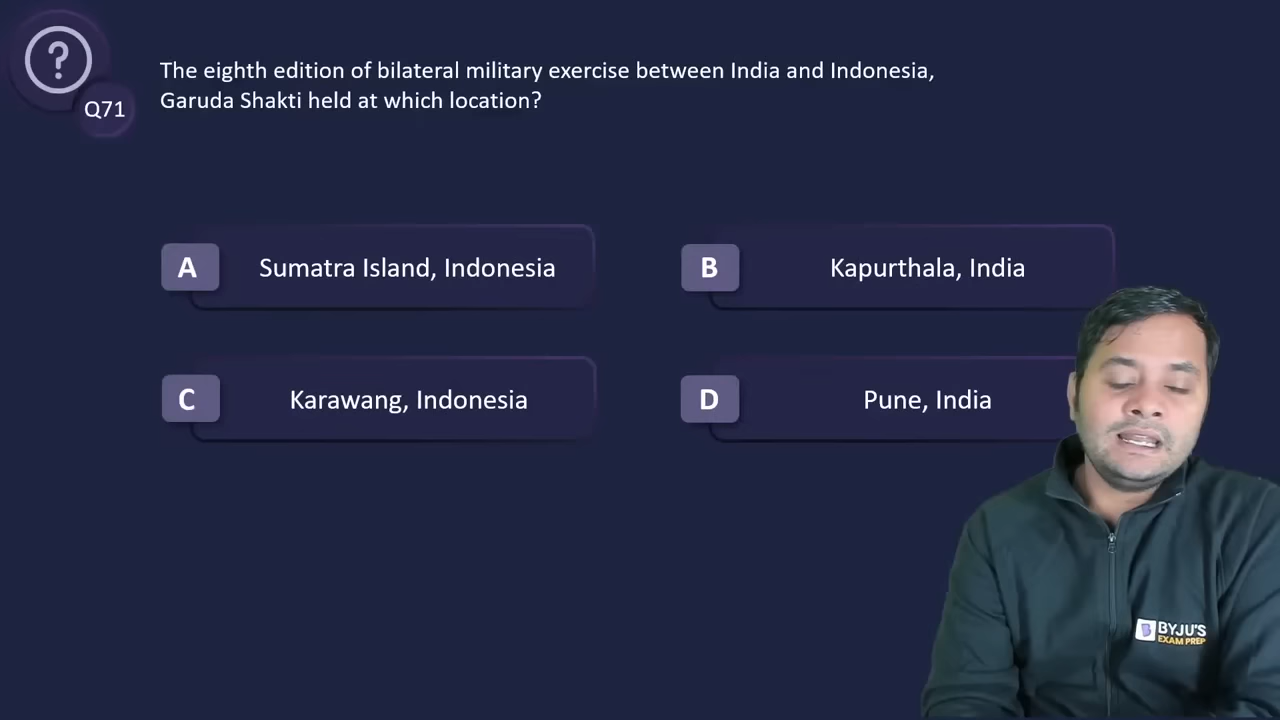 ?
Q71
The eighth edition of bilateral military exercise between India and Indonesia,
Garuda Shakti held at which location?
A
Sumatra Island, Indonesia
B
Kapurthala, India
C
Karawang, Indonesia
D
Pune, India
BYJU'S
EXAM PREP